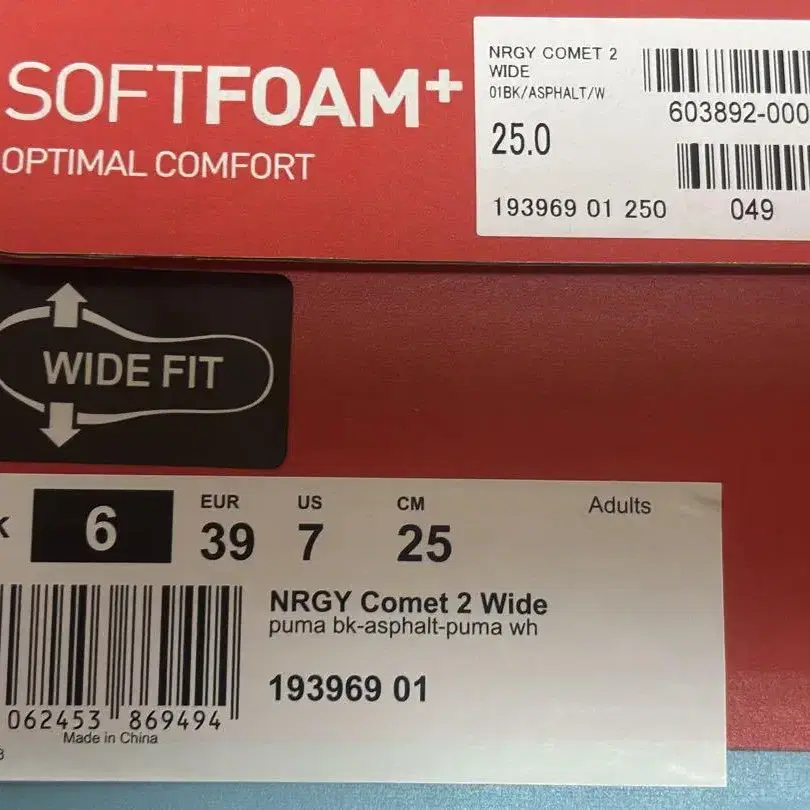 SOFTFOAM+
OPTIMAL COMFORT
NRGY COMET 2
WIDE
01BK/ASPHALT/W
603892-000
25.0
193969 01 250
049
WIDE FIT
6
EUR
39
US
7
CM
25
Adults
NRGY Comet 2 Wide
puma bk-asphalt-puma wh
193969 01
062453 869494
Made in China